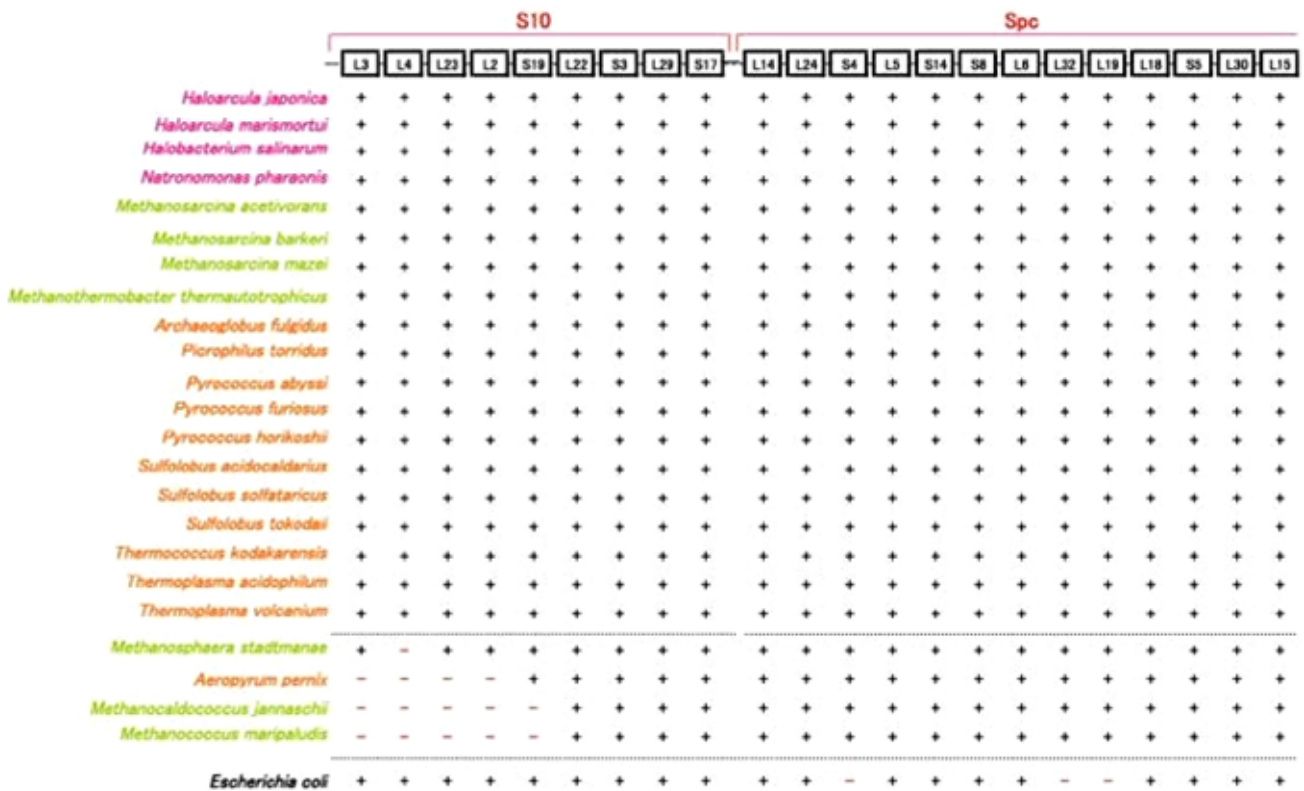 S10 Spc
L3 L4 L23 L2 S19 L22 S3 L29 S17 L14 L24 S4 L5 S14 S8 L6 L32 L19 L18 S5 L30 L15
Haloarcula japonica + + + + + + + + + + + + + + + + + + + + + +
Haloarcula marismortui + + + + + + + + + + + + + + + + + + + + + +
Halobacterium salinarum + + + + + + + + + + + + + + + + + + + + + +
Natronomonas pharaonis + + + + + + + + + + + + + + + + + + + + + +
Methanosarcina acetivorans + + + + + + + + + + + + + + + + + + + + + +
Methanosarcina barkeri + + + + + + + + + + + + + + + + + + + + + +
Methanosarcina mazei + + + + + + + + + + + + + + + + + + + + + +
Methanothermobacter thermautotrophicus + + + + + + + + + + + + + + + + + + + + + +
Archaeoglobus fulgidus + + + + + + + + + + + + + + + + + + + + + +
Picrophilus torridus + + + + + + + + + + + + + + + + + + + + + +
Pyrococcus abyssi + + + + + + + + + + + + + + + + + + + + + +
Pyrococcus furiosus + + + + + + + + + + + + + + + + + + + + + +
Pyrococcus horikoshii + + + + + + + + + + + + + + + + + + + + + +
Sulfolobus acidocaldarius + + + + + + + + + + + + + + + + + + + + + +
Sulfolobus solfataricus + + + + + + + + + + + + + + + + + + + + + +
Sulfolobus tokodaii + + + + + + + + + + + + + + + + + + + + + +
Thermococcus kodakarensis + + + + + + + + + + + + + + + + + + + + + +
Thermoplasma acidophilum + + + + + + + + + + + + + + + + + + + + + +
Thermoplasma volcanium + + + + + + + + + + + + + + + + + + + + + +
Methanosphaera stadtmanae + - + + + + + + + + + + + + + + + + + + + +
Aeropyrum pernix - - - - + + + + + + + + + + + + + + + + + +
Methanocaldococcus jannaschii - - - - - + + + + + + + + + + + + + + + + +
Methanococcus maripaludis - - - - - + + + + + + + + + + + + + + + + +
Escherichia coli + + + + + + + + + + + - + + + + - - + + + +